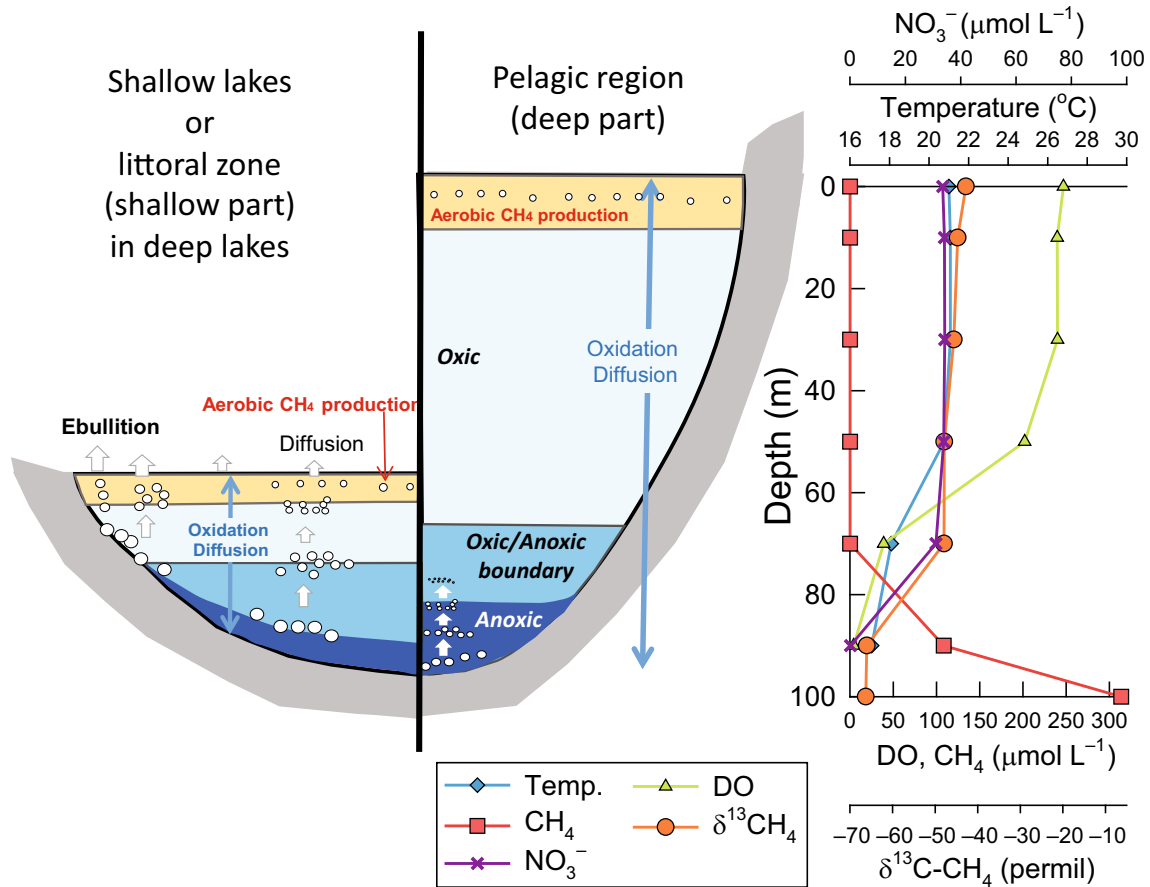 Shallow lakes
or
littoral zone
(shallow part)
in deep lakes
Pelagic region
(deep part)
Aerobic CH4 production
Oxic
Oxidation
Diffusion
Aerobic CH4 production
Ebullition
Diffusion
Oxidation
Diffusion
Oxic/Anoxic
boundary
Anoxic
NO₃⁻ (μmol L⁻¹)
0 20 40 60 80 100
Temperature (°C)
16 18 20 22 24 26 28 30
0
20
40
60
80
100
Depth (m)
0 50 100 150 200 250 300
DO, CH₄ (μmol L⁻¹)
−70 −60 −50 −40 −30 −20 −10
δ¹³C-CH₄ (permil)
Temp.
DO
CH₄
δ¹³CH₄
NO₃⁻